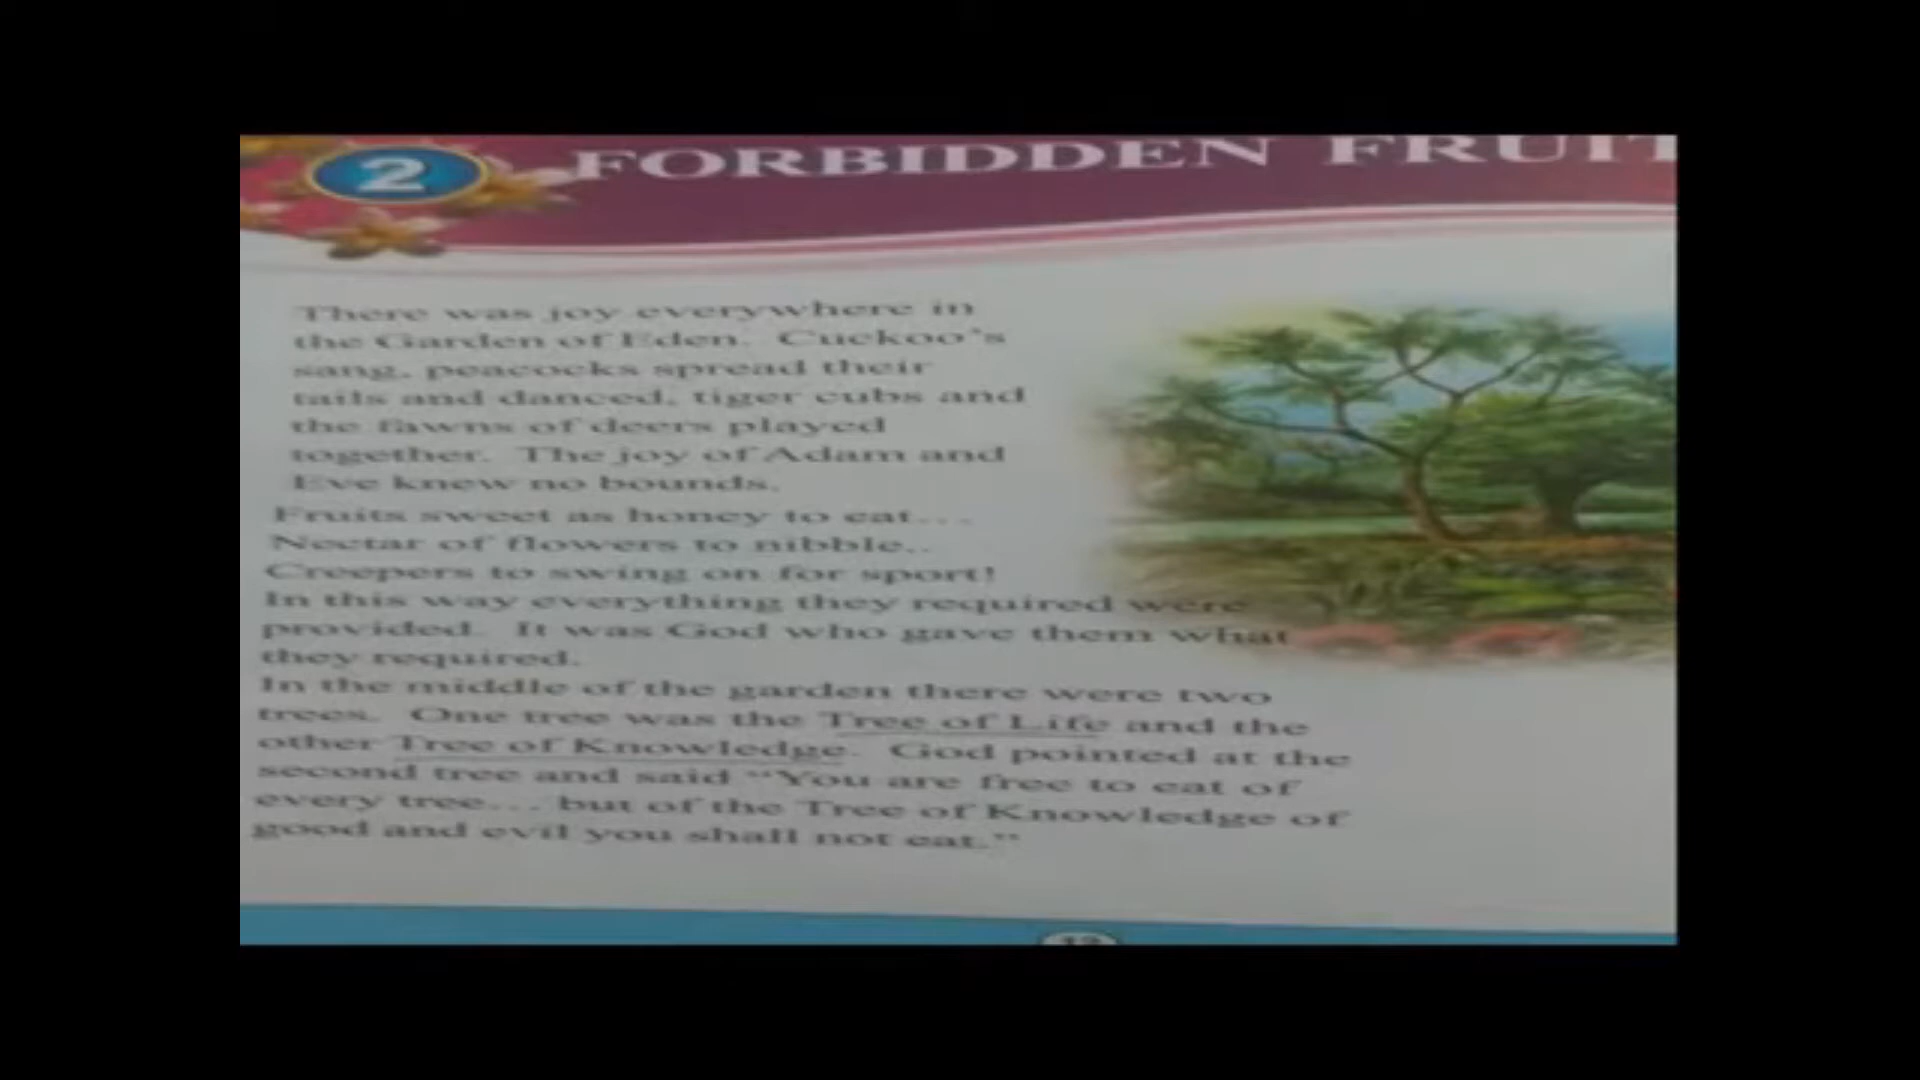 2 FORBIDDEN FRUIT
There was joy everywhere in
the Garden of Eden. Cuckoo's
sang, peacocks spread their
tails and danced, tiger cubs and
the fawns of deers played
together. The joy of Adam and
Eve knew no bounds.
Fruits sweet as honey to eat...
Nectar of flowers to nibble..
Creepers to swing on for sport!
In this way everything they required were
provided. It was God who gave them what
they required.
In the middle of the garden there were two
trees. One tree was the Tree of Life and the
other Tree of Knowledge. God pointed at the
second tree and said "You are free to eat of
every tree... but of the Tree of Knowledge of
good and evil you shall not eat."